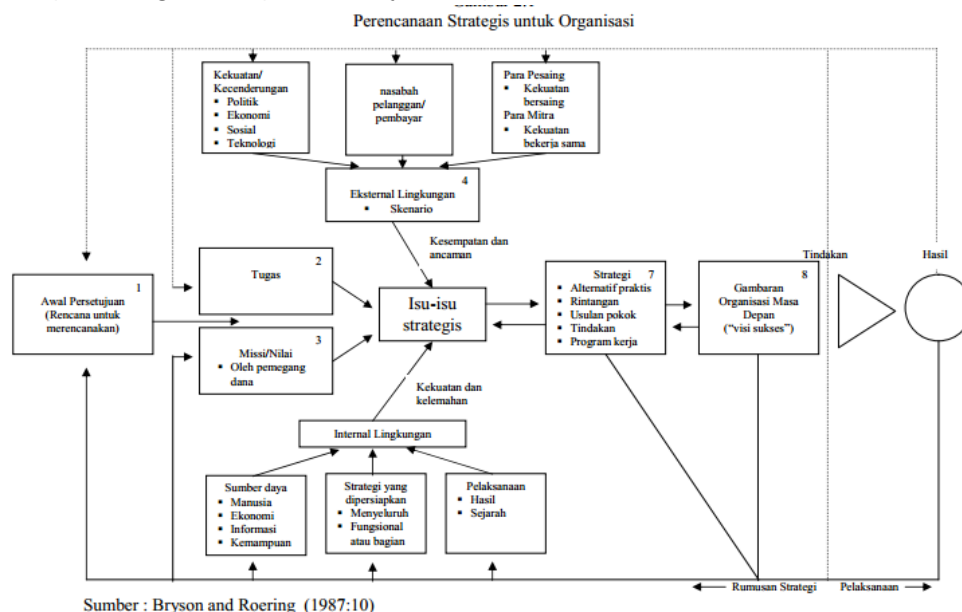 Perencanaan Strategis untuk Organisasi
Kekuatan/
Kecenderungan
▪ Politik
▪ Ekonomi
▪ Sosial
▪ Teknologi
nasabah
pelanggan/
pembayar
Para Pesaing
▪ Kekuatan
bersaing
Para Mitra
▪ Kekuatan
bekerja sama
4
Eksternal Lingkungan
▪ Skenario
Kesempatan dan
ancaman
1
Awal Persetujuan
(Rencana untuk
merencanakan)
2
Tugas
3
Missi/Nilai
▪ Oleh pemegang
dana
Isu-isu
strategis
7
Strategi
▪ Alternatif praktis
▪ Rintangan
▪ Usulan pokok
▪ Tindakan
▪ Program kerja
8
Gambaran
Organisasi Masa
Depan
(“visi sukses”)
Tindakan
Hasil
Kekuatan dan
kelemahan
Internal Lingkungan
Sumber daya
▪ Manusia
▪ Ekonomi
▪ Informasi
▪ Kemampuan
Strategi yang
dipersiapkan
▪ Menyeluruh
▪ Fungsional
atau bagian
Pelaksanaan
▪ Hasil
▪ Sejarah
Rumusan Strategi
Pelaksanaan
Sumber : Bryson and Roering (1987:10)